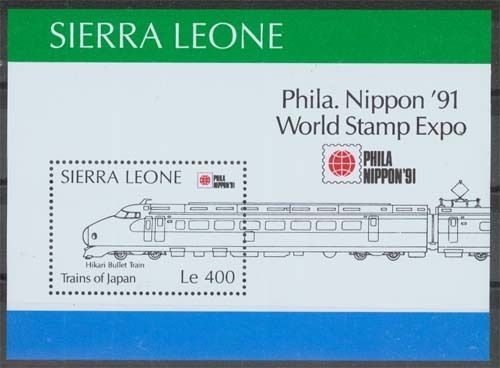 SIERRA LEONE
Phila. Nippon '91
World Stamp Expo
PHILA
NIPPON'91
SIERRA LEONE
PHILA
NIPPON'91
Hikari Bullet Train
Trains of Japan
Le 400